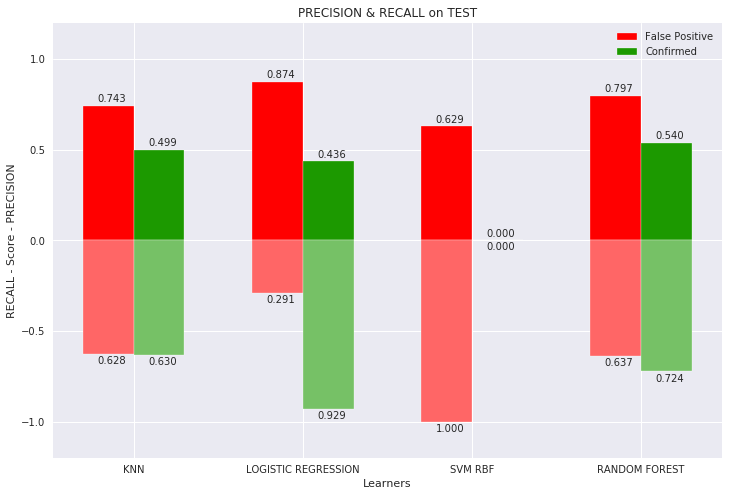 PRECISION & RECALL on TEST
False Positive
Confirmed
RECALL - Score - PRECISION
1.0
0.5
0.0
−0.5
−1.0
0.743
0.499
0.874
0.436
0.629
0.000
0.797
0.540
0.628
0.630
0.291
0.929
1.000
0.000
0.637
0.724
KNN
LOGISTIC REGRESSION
SVM RBF
RANDOM FOREST
Learners